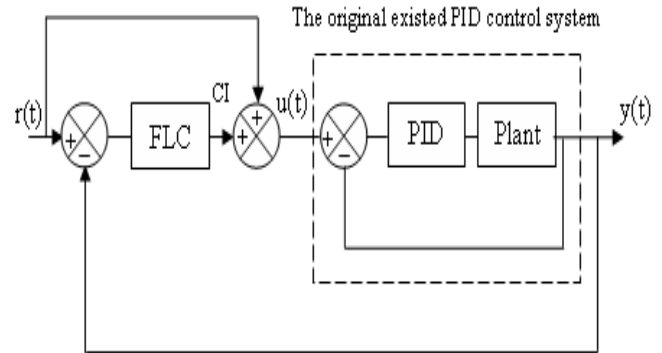 The original existed PID control system
r(t)
+
−
FLC
CI
+
+
u(t)
+
−
PID
Plant
y(t)